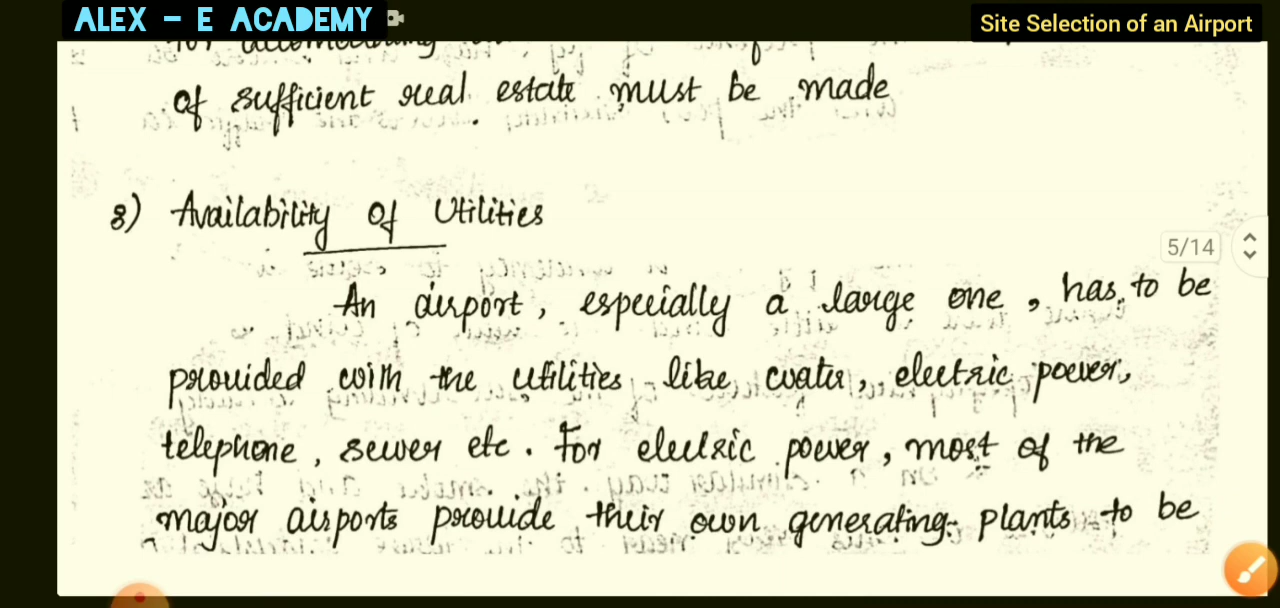 ALEX – E ACADEMY
Site Selection of an Airport
of sufficient real estate must be made
8) Availability of Utilities
5/14
An airport, especially a large one, has to be
provided with the utilities like water, electric power,
telephone, sewer etc. For electric power, most of the
major airports provide their own generating plants to be